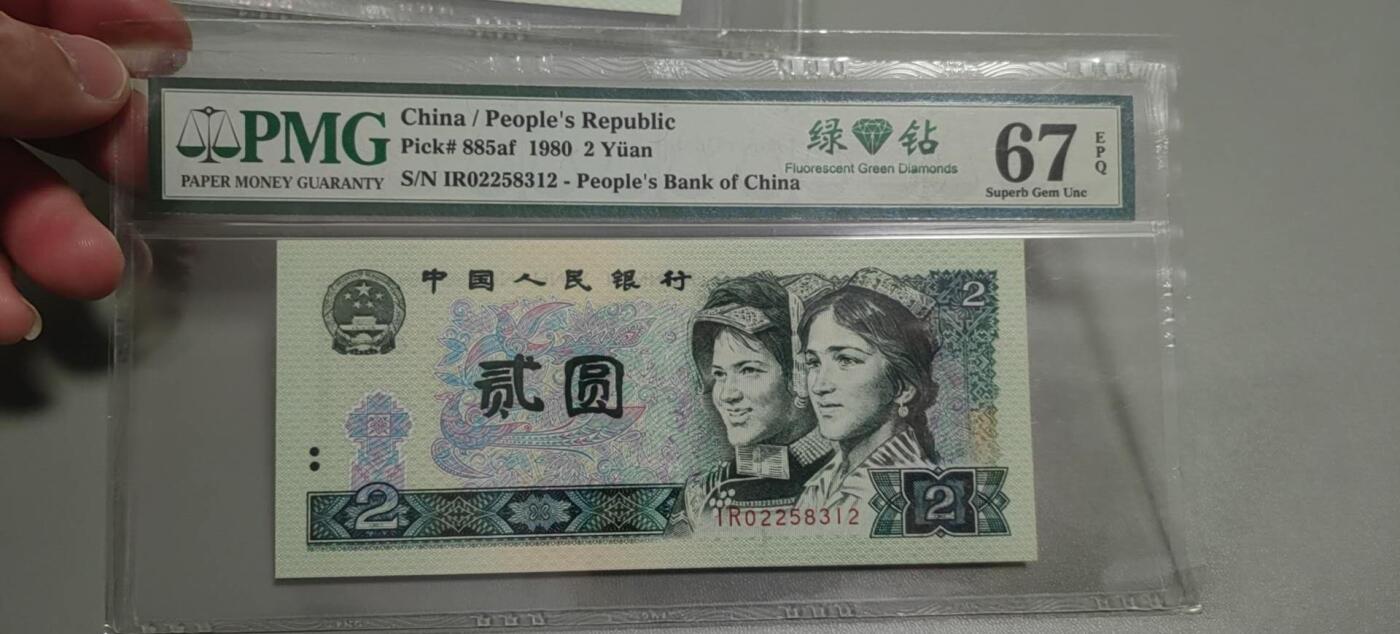 PMG
PAPER MONEY GUARANTY
China / People's Republic
Pick# 885af 1980 2 Yüan
S/N IR02258312 - People's Bank of China
绿钻
Fluorescent Green Diamonds
67
EPQ
Superb Gem Unc
中国人民银行
2
贰圆
2
IR02258312
2